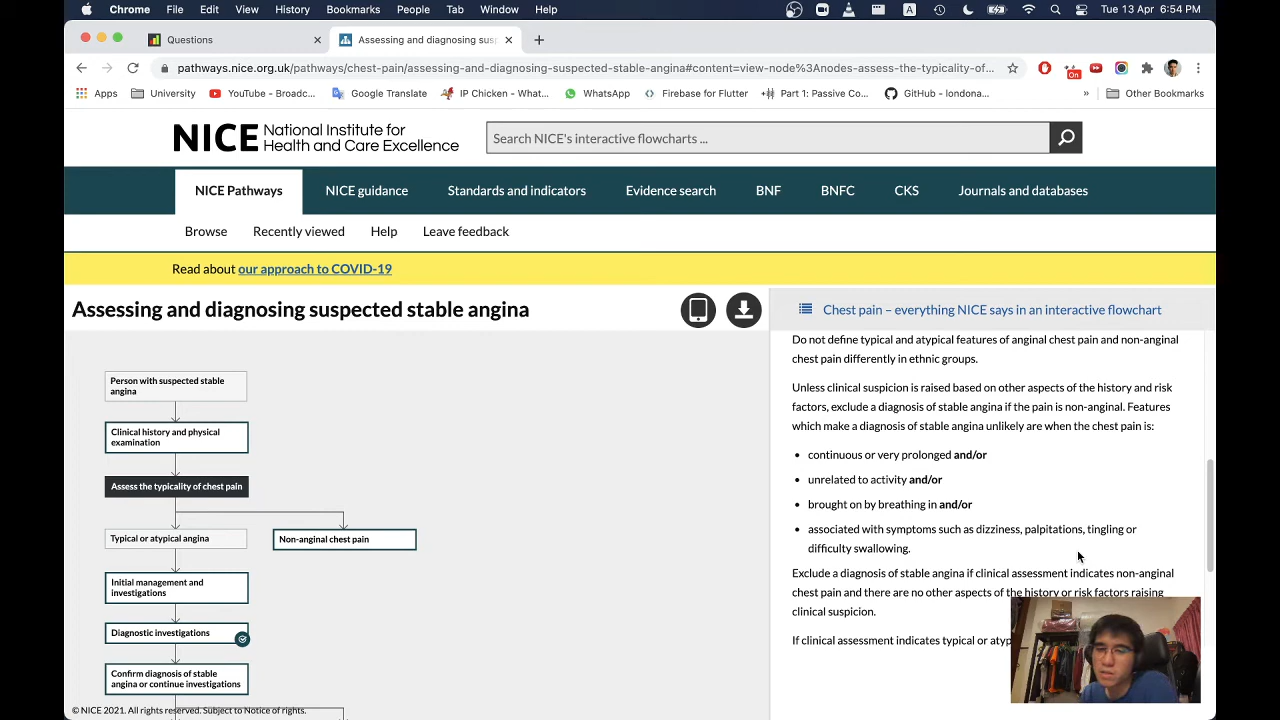 Chrome File Edit View History Bookmarks People Tab Window Help
A
Tue 13 Apr 6:54 PM
Questions
Assessing and diagnosing susp
pathways.nice.org.uk/pathways/chest-pain/assessing-and-diagnosing-suspected-stable-angina#content=view-node%3Anodes-assess-the-typicality-of...
On
Apps University YouTube - Broadc... Google Translate IP Chicken - What... WhatsApp Firebase for Flutter Part 1: Passive Co... GitHub - londona... » Other Bookmarks
NICE National Institute for
Health and Care Excellence
Search NICE's interactive flowcharts ...
NICE Pathways NICE guidance Standards and indicators Evidence search BNF BNFC CKS Journals and databases
Browse Recently viewed Help Leave feedback
Read about our approach to COVID-19
Assessing and diagnosing suspected stable angina
Person with suspected stable
angina
Clinical history and physical
examination
Assess the typicality of chest pain
Typical or atypical angina
Non-anginal chest pain
Initial management and
investigations
Diagnostic investigations
Confirm diagnosis of stable
angina or continue investigations
© NICE 2021. All rights reserved. Subject to Notice of rights.
Chest pain – everything NICE says in an interactive flowchart
Do not define typical and atypical features of anginal chest pain and non-anginal
chest pain differently in ethnic groups.
Unless clinical suspicion is raised based on other aspects of the history and risk
factors, exclude a diagnosis of stable angina if the pain is non-anginal. Features
which make a diagnosis of stable angina unlikely are when the chest pain is:
• continuous or very prolonged and/or
• unrelated to activity and/or
• brought on by breathing in and/or
• associated with symptoms such as dizziness, palpitations, tingling or
difficulty swallowing.
Exclude a diagnosis of stable angina if clinical assessment indicates non-anginal
chest pain and there are no other aspects of the history or risk factors raising
clinical suspicion.
If clinical assessment indicates typical or atyp